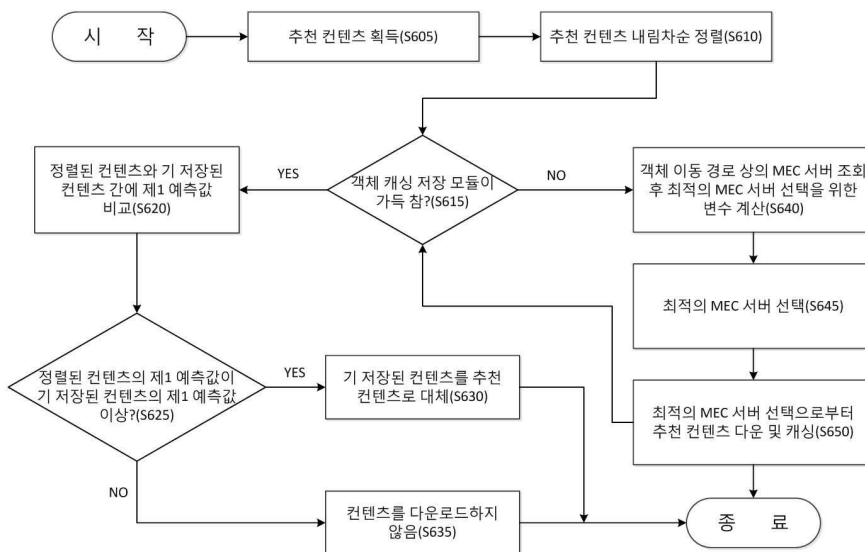 시 작
추천 컨텐츠 획득(S605)
추천 컨텐츠 내림차순 정렬(S610)
정렬된 컨텐츠와 기 저장된
컨텐츠 간에 제1 예측값
비교(S620)
YES
객체 캐싱 저장 모듈이
가득 참?(S615)
NO
객체 이동 경로 상의 MEC 서버 조회
후 최적의 MEC 서버 선택을 위한
변수 계산(S640)
최적의 MEC 서버 선택(S645)
정렬된 컨텐츠의 제1 예측값이
기 저장된 컨텐츠의 제1 예측값
이상?(S625)
YES
기 저장된 컨텐츠를 추천
컨텐츠로 대체(S630)
최적의 MEC 서버 선택으로부터
추천 컨텐츠 다운 및 캐싱(S650)
NO
컨텐츠를 다운로드하지
않음(S635)
종 료